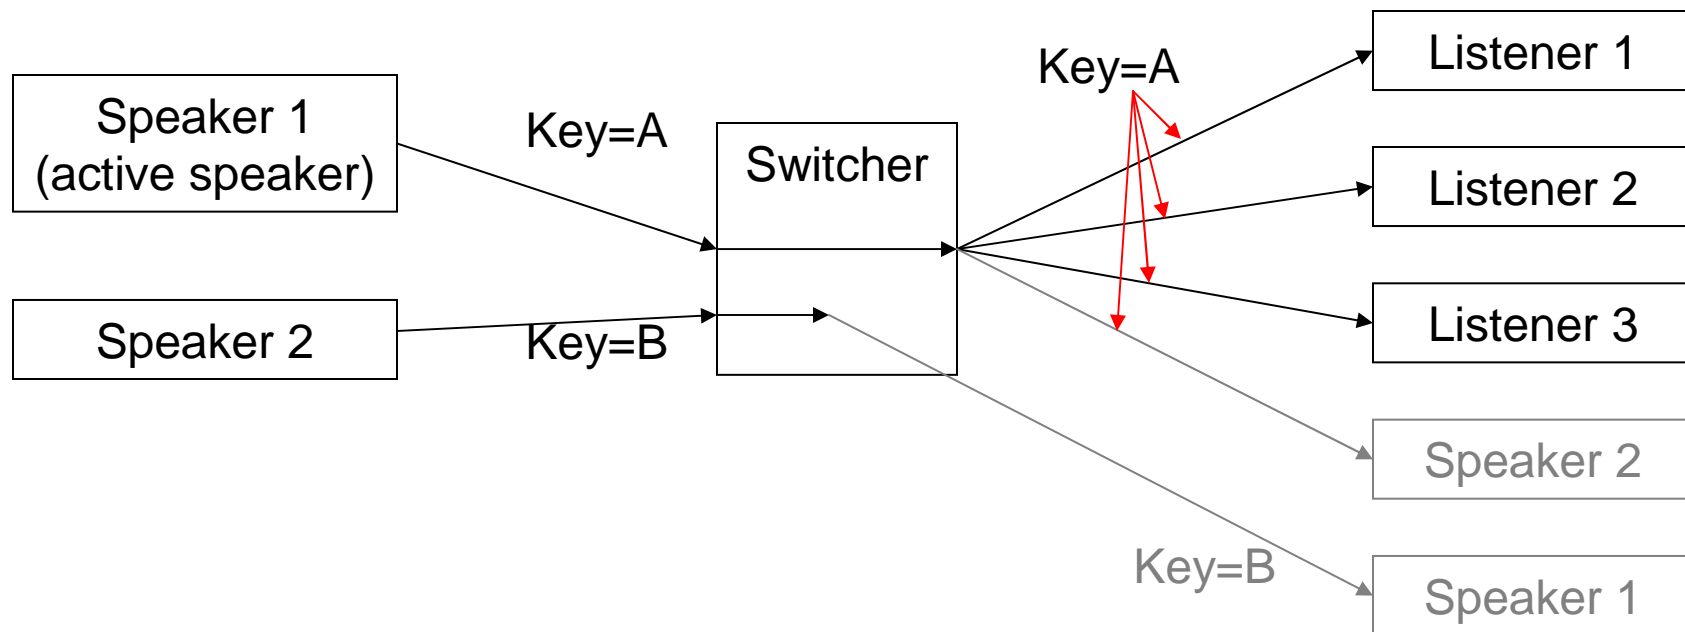 Speaker 1
(active speaker)
Speaker 2
Key=A
Key=B
Switcher
Key=A
Key=B
Listener 1
Listener 2
Listener 3
Speaker 2
Speaker 1